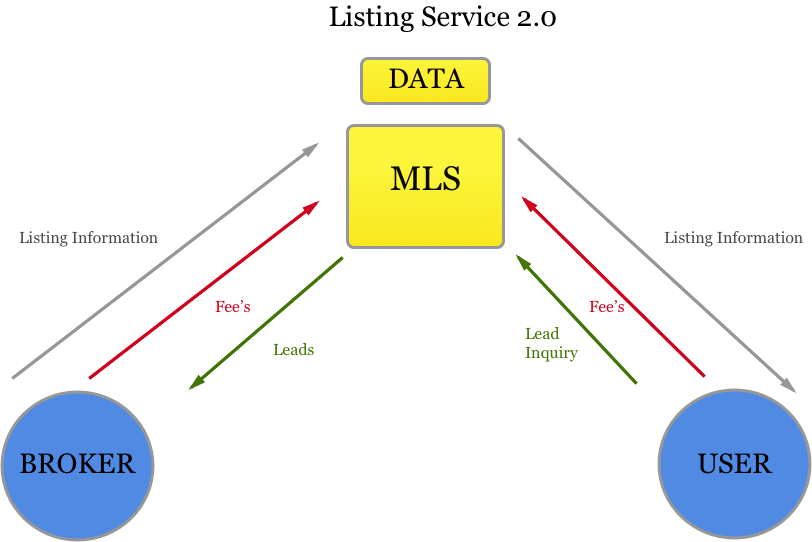 Listing Service 2.0
DATA
MLS
Listing Information
Listing Information
Fee’s
Fee’s
Lead
Inquiry
Leads
BROKER
USER